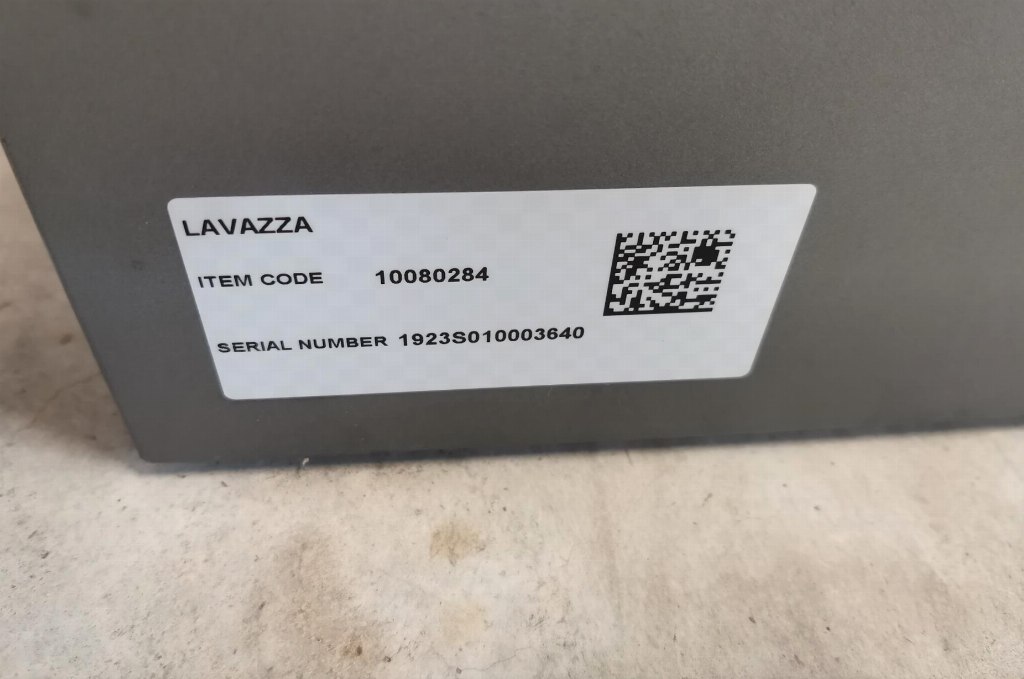 LAVAZZA
ITEM CODE 10080284
SERIAL NUMBER 1923S010003640